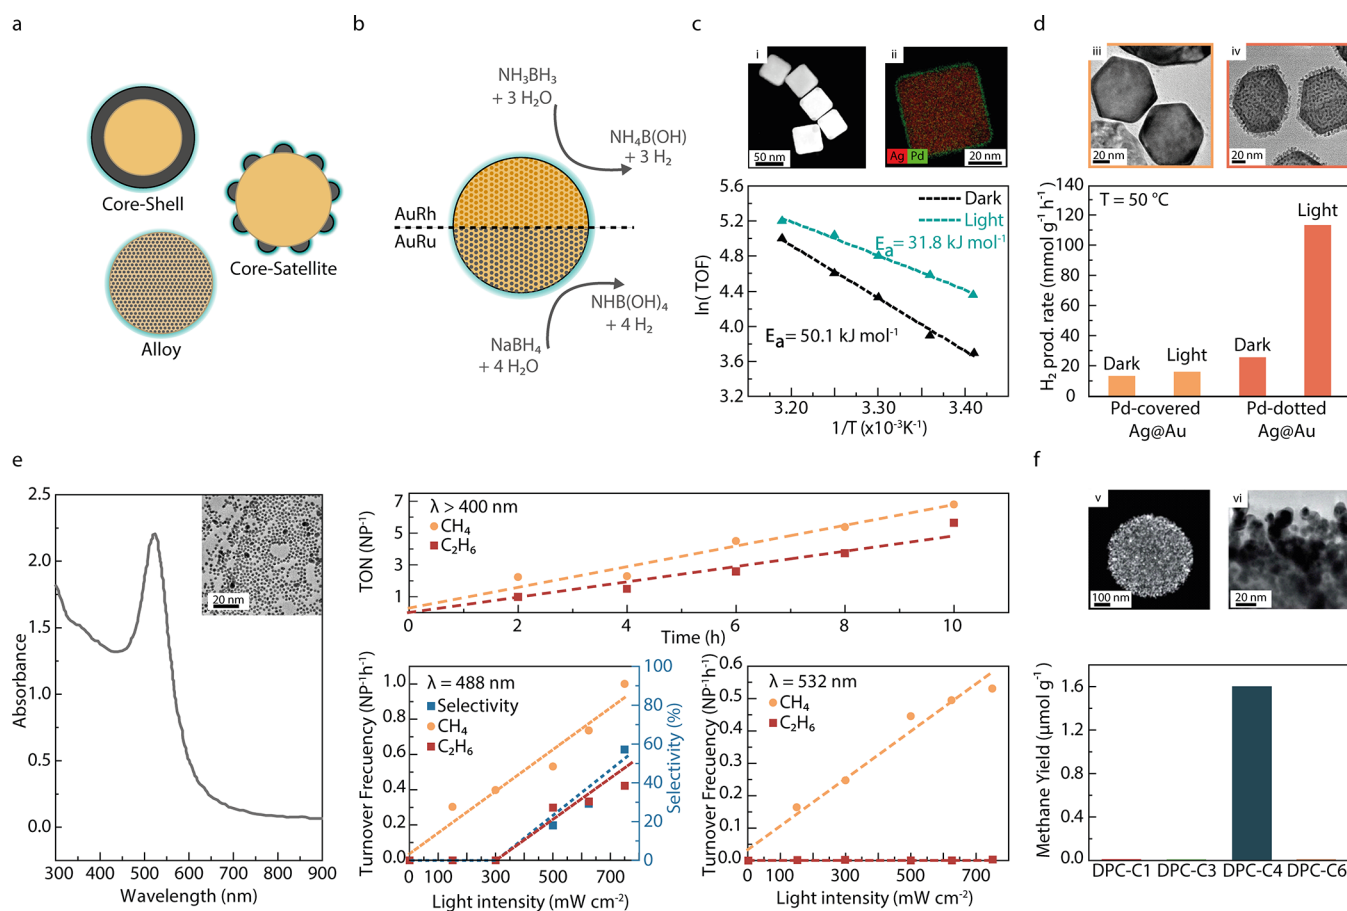 a
Core-Shell
Core-Satellite
Alloy
b
NH₃BH₃
+ 3 H₂O
NH₄B(OH)
+ 3 H₂
AuRh
AuRu
NHB(OH)₄
+ 4 H₂
NaBH₄
+ 4 H₂O
c
i
50 nm
ii
Ag Pd
20 nm
5.6
5.2
4.8
4.4
4.0
3.6
3.2
ln( TOF)
Dark
Light
Eₐ= 31.8 kJ mol⁻¹
Eₐ= 50.1 kJ mol⁻¹
3.20 3.30 3.40
1/T (x10⁻³K⁻¹)
d
iii
20 nm
iv
20 nm
140
120
100
80
60
40
20
0
H₂ prod. rate (mmol g⁻¹ h⁻¹)
T = 50 °C
Dark
Light
Dark
Light
Pd-covered
Ag@Au
Pd-dotted
Ag@Au
e
2.5
2.0
1.5
1.0
0.5
0.0
Absorbance
20 nm
300 400 500 600 700 800 900
Wavelength (nm)
7
5
3
1
TON (NP⁻¹)
λ > 400 nm
CH₄
C₂H₆
0 2 4 6 8 10
Time (h)
1.0
0.8
0.6
0.4
0.2
0.0
Turnover Frecuency (NP⁻¹h⁻¹)
λ = 488 nm
Selectivity
CH₄
C₂H₆
100
80
60
40
20
0
Selectivity (%)
0 100 300 500 700
Light intensity (mW cm⁻²)
0.6
0.5
0.4
0.3
0.2
0.1
0.0
Turnover Frecuency (NP⁻¹h⁻¹)
λ = 532 nm
CH₄
C₂H₆
0 100 300 500 700
Light intensity (mW cm⁻²)
f
v
100 nm
vi
20 nm
1.6
1.2
0.8
0.4
0.0
Methane Yield (µmol g⁻¹)
DPC-C1 DPC-C3 DPC-C4 DPC-C6